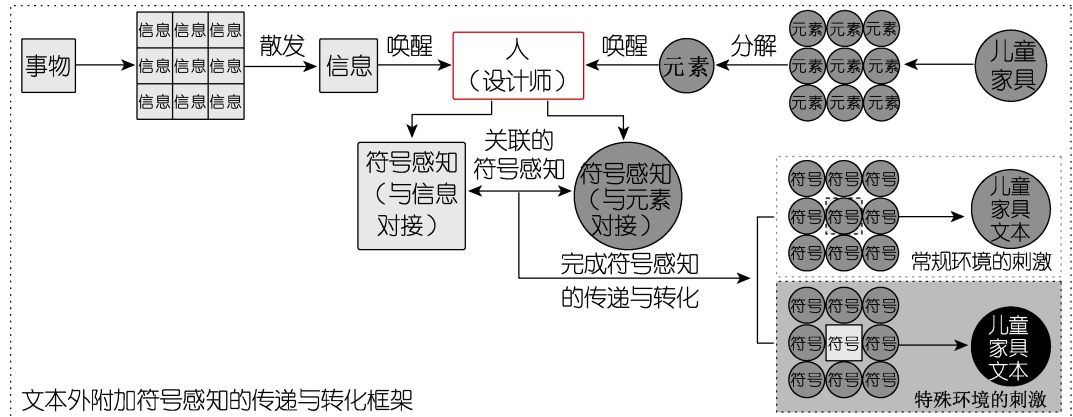 事物
信息 信息 信息
信息 信息 信息
信息 信息 信息
散发
信息
唤醒
人
（设计师）
唤醒
元素
分解
元素 元素 元素
元素 元素 元素
元素 元素 元素
儿童
家具
符号感知
（与信息
对接）
关联的
符号感知
符号感知
（与元素
对接）
完成符号感知
的传递与转化
符号 符号 符号
符号 符号 符号
符号 符号 符号
儿童
家具
文本
常规环境的刺激
符号 符号 符号
符号 符号 符号
符号 符号 符号
儿童
家具
文本
特殊环境的刺激
文本外附加符号感知的传递与转化框架